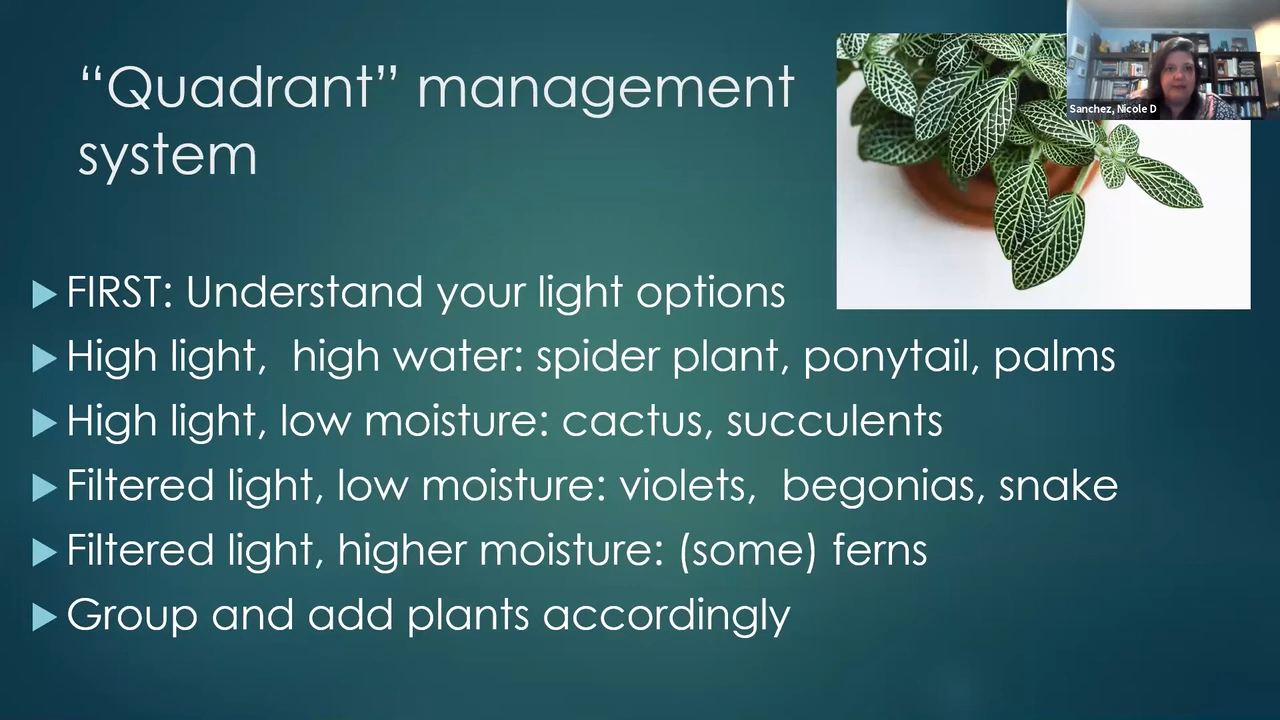 “Quadrant” management
system
Sanchez, Nicole D
FIRST: Understand your light options
High light,  high water: spider plant, ponytail, palms
High light, low moisture: cactus, succulents
Filtered light, low moisture: violets,  begonias, snake
Filtered light, higher moisture: (some) ferns
Group and add plants accordingly